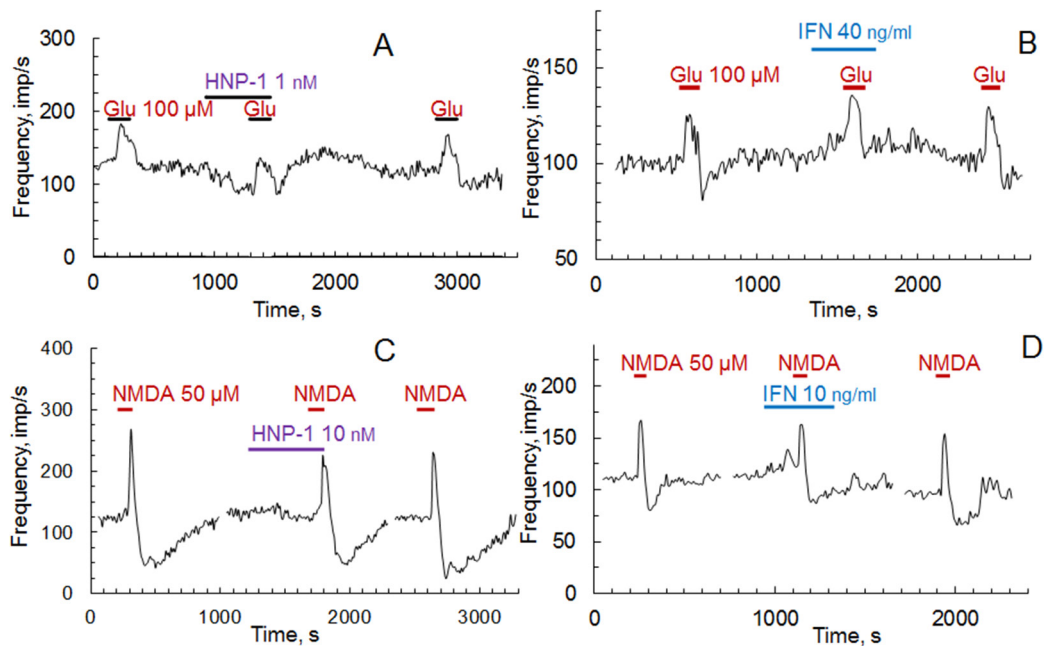 A
Frequency, imp/s
300
200
100
0
HNP-1 1 nM
Glu 100 μM
Glu
Glu
0
1000
2000
3000
Time, s
B
Frequency, imp/s
180
150
100
50
IFN 40 ng/ml
Glu 100 μM
Glu
Glu
0
1000
2000
Time, s
C
Frequency, imp/s
400
300
200
100
0
NMDA 50 μM
NMDA
NMDA
HNP-1 10 nM
0
1000
2000
3000
Time, s
D
Frequency, imp/s
200
150
100
50
0
NMDA 50 μM
NMDA
NMDA
IFN 10 ng/ml
0
1000
2000
Time, s